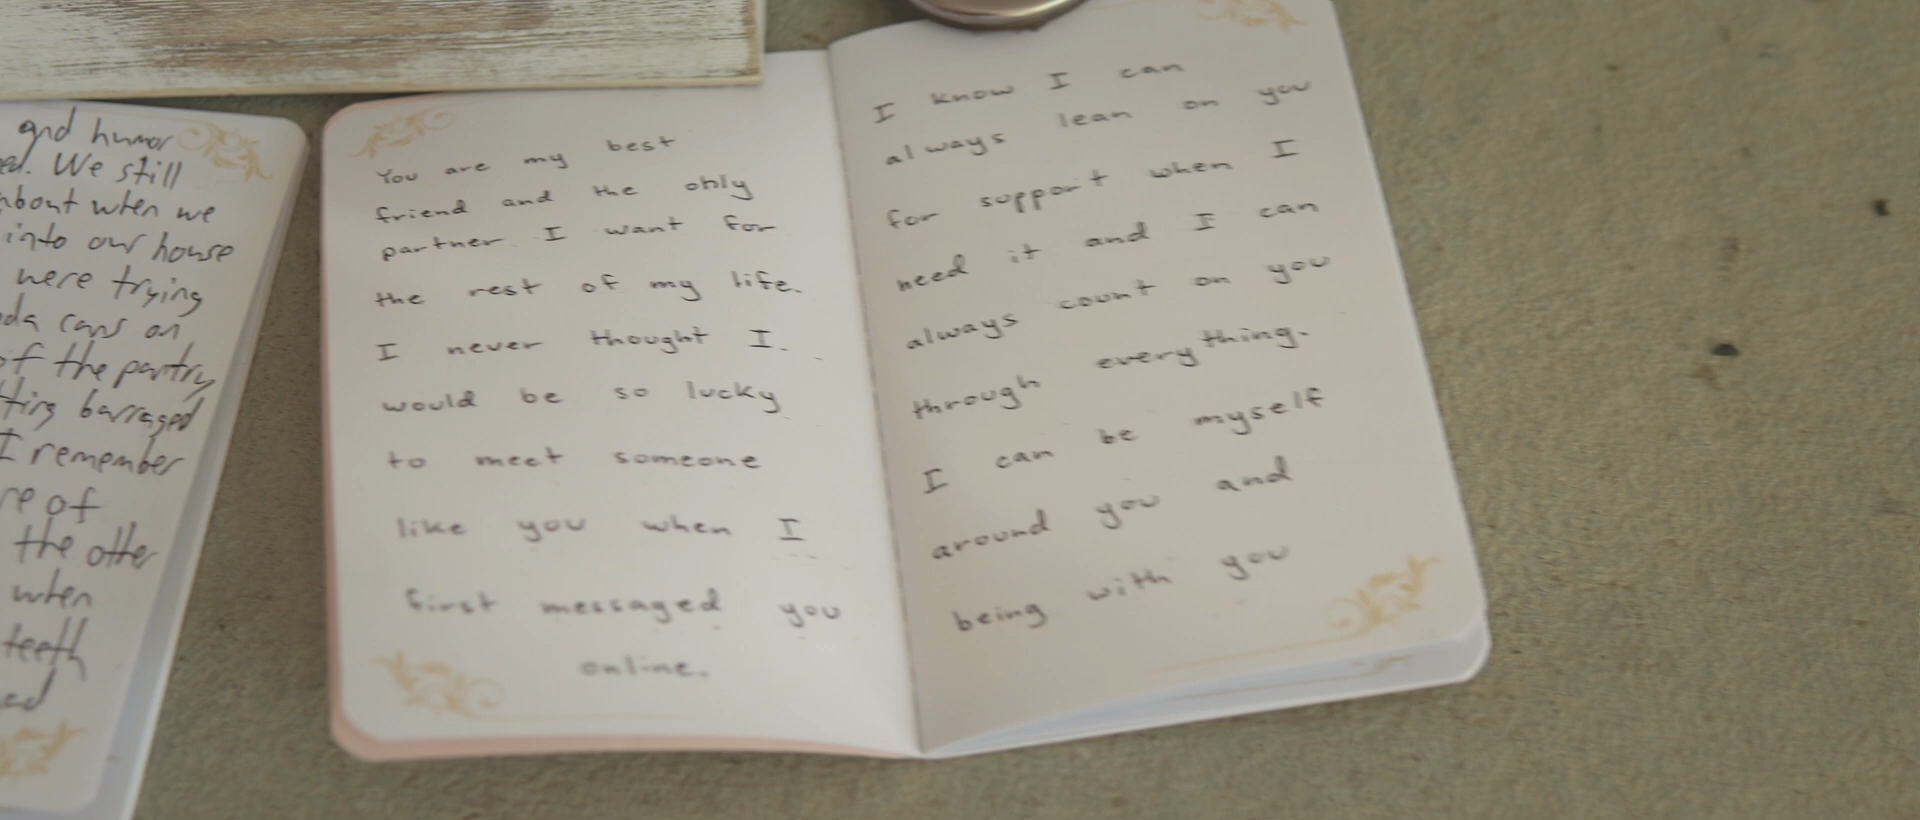 and humor
We still
about when we
into our house
were trying
caps on
of the pantry
barraged
I remember
of
the other
when
teeth
You are my best
friend and the only
partner I want for
the rest of my life.
I never thought I
would be so lucky
to meet someone
like you when I
first messaged you
online.
I know I can
always lean on you
for support when I
need it and I can
always count on you
through everything.
I can be myself
around you and
being with you